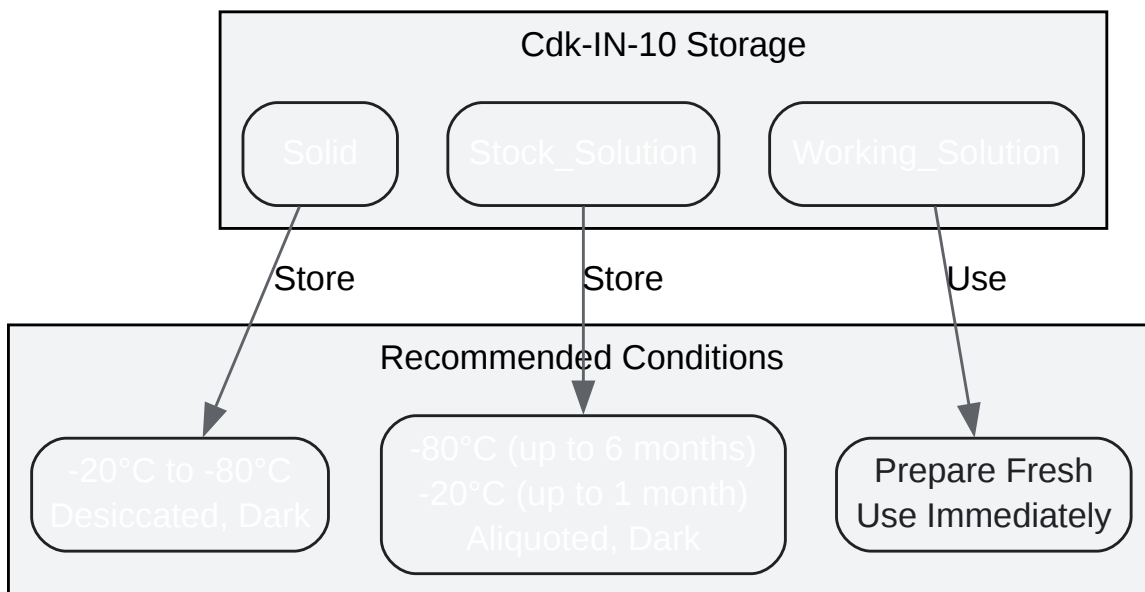 Cdk-IN-10 Storage
Solid
Stock_Solution
Working_Solution
Store
Store
Use
Recommended Conditions
-20°C to -80°C
Desiccated, Dark
-80°C (up to 6 months)
-20°C (up to 1 month)
Aliquoted, Dark
Prepare Fresh
Use Immediately